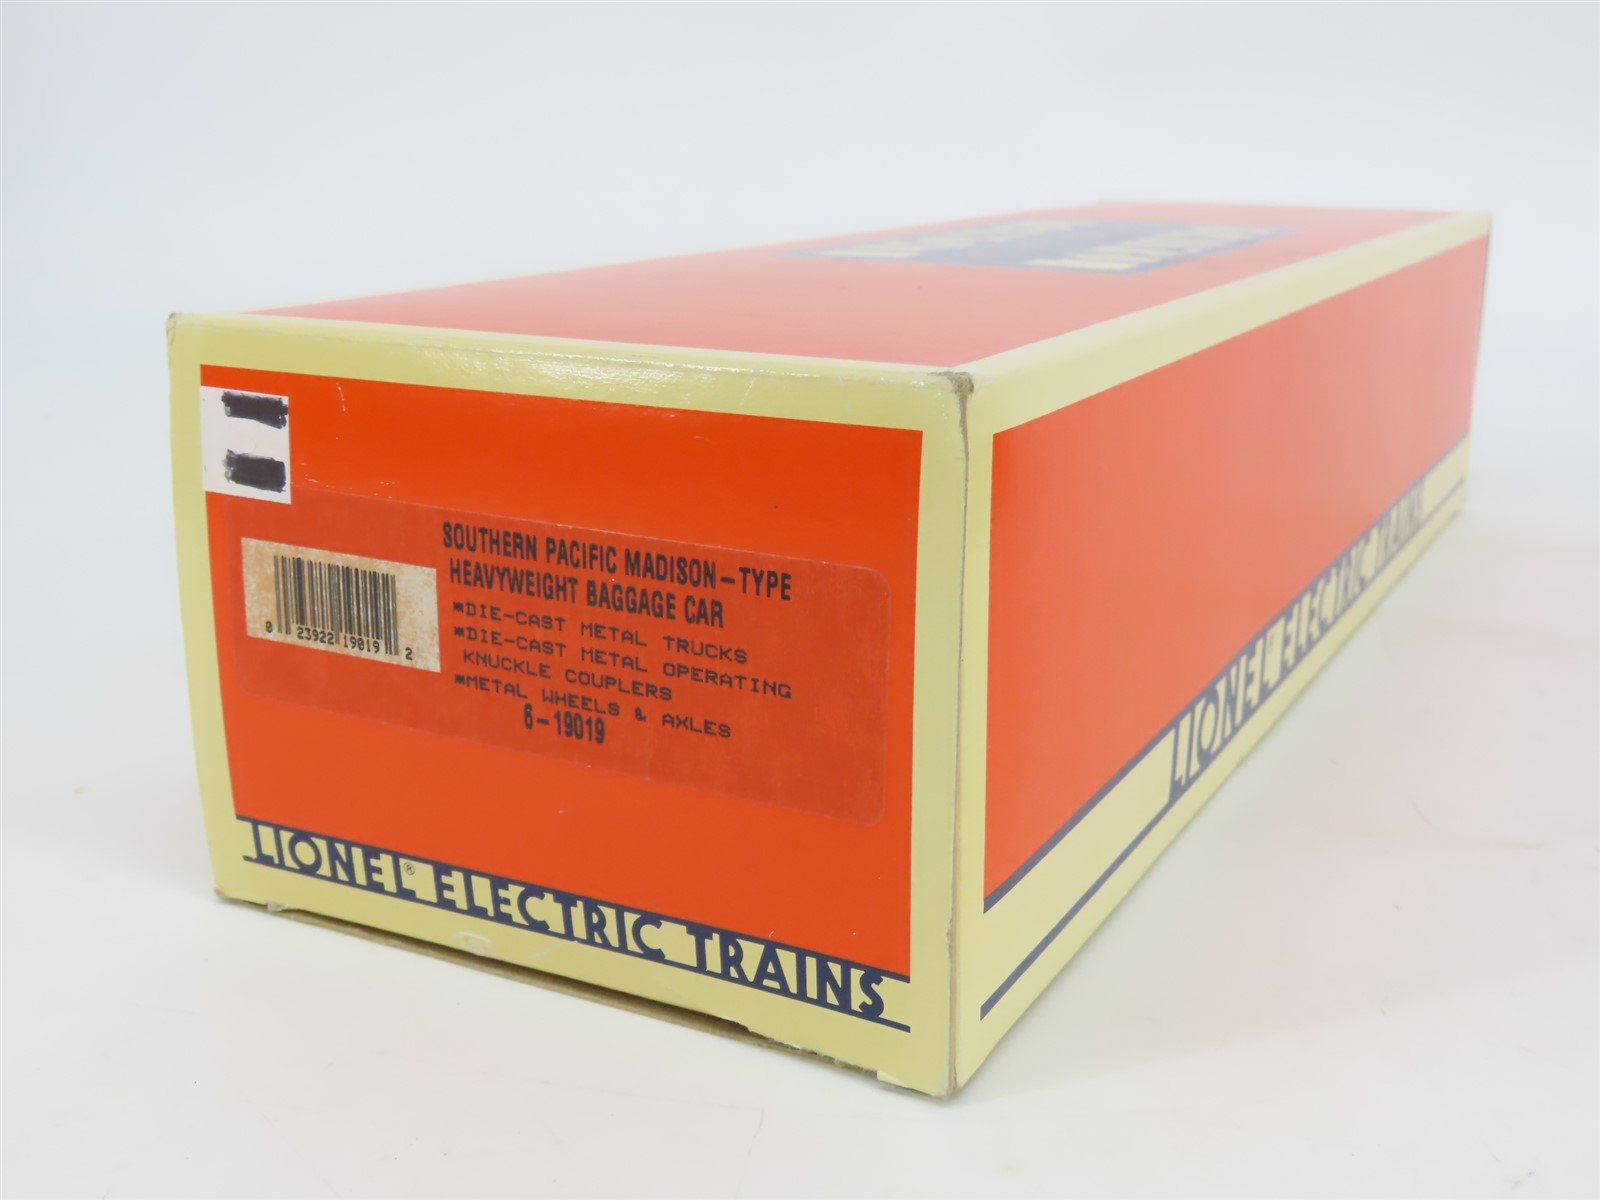 SOUTHERN PACIFIC MADISON-TYPE
HEAVYWEIGHT BAGGAGE CAR
*DIE-CAST METAL TRUCKS
*DIE-CAST METAL OPERATING
KNUCKLE COUPLERS
*METAL WHEELS & AXLES
6-19019
0 23922 19019 2
LIONEL® ELECTRIC TRAINS
LIONEL® ELECTRIC TRAINS